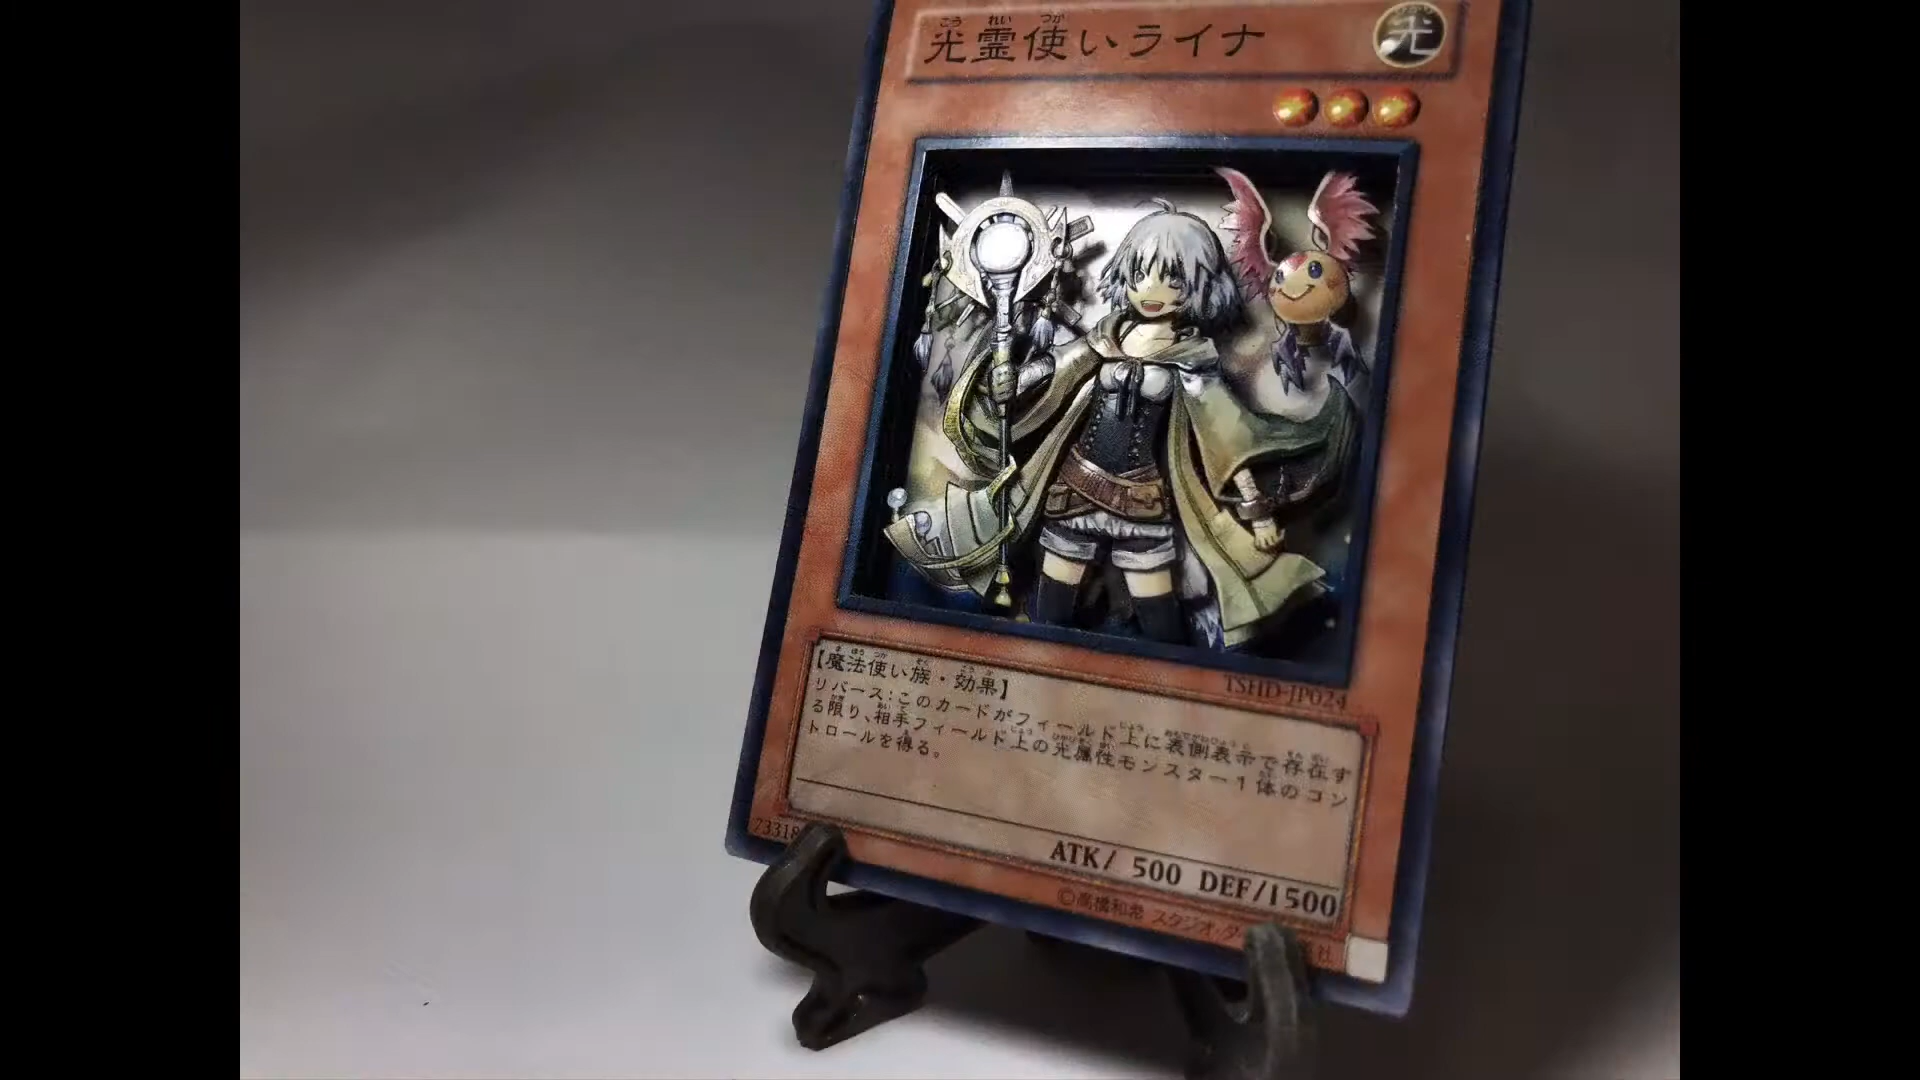 光霊使いライナ
光
【魔法使い族・効果】
TSHD-JP024
リバース:このカードがフィールド上に表側表示で存在す
る限り、相手フィールド上の光属性モンスター1体のコン
トロールを得る。
ATK/ 500 DEF/1500
73318
©高橋和希 スタジオ・ダ
社